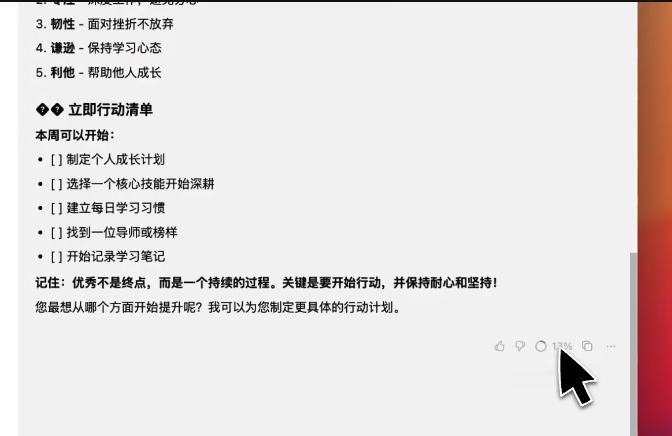 3. 韧性 - 面对挫折不放弃
4. 谦逊 - 保持学习心态
5. 利他 - 帮助他人成长
�� 立即行动清单
本周可以开始：
• [ ] 制定个人成长计划
• [ ] 选择一个核心技能开始深耕
• [ ] 建立每日学习习惯
• [ ] 找到一位导师或榜样
• [ ] 开始记录学习笔记
记住：优秀不是终点，而是一个持续的过程。关键是要开始行动，并保持耐心和坚持！
您最想从哪个方面开始提升呢？我可以为您制定更具体的行动计划。
13%